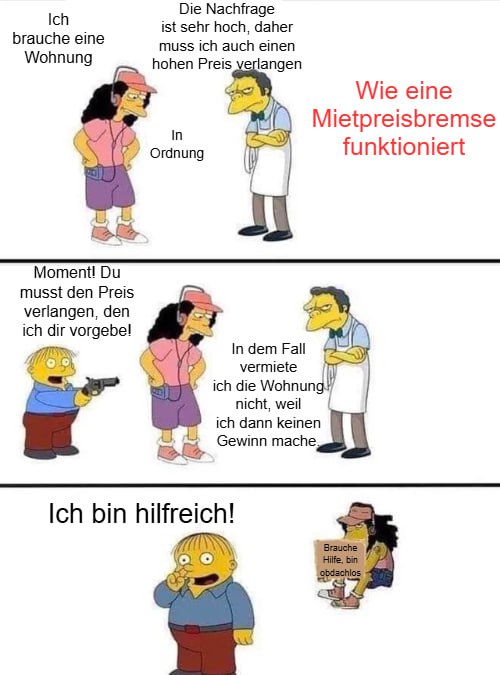 Ich
brauche eine
Wohnung
Die Nachfrage
ist sehr hoch, daher
muss ich auch einen
hohen Preis verlangen
In
Ordnung
Wie eine
Mietpreisbremse
funktioniert
Moment! Du
musst den Preis
verlangen, den
ich dir vorgebe!
In dem Fall
vermiete
ich die Wohnung
nicht, weil
ich dann keinen
Gewinn mache.
Ich bin hilfreich!
Brauche
Hilfe, bin
obdachlos